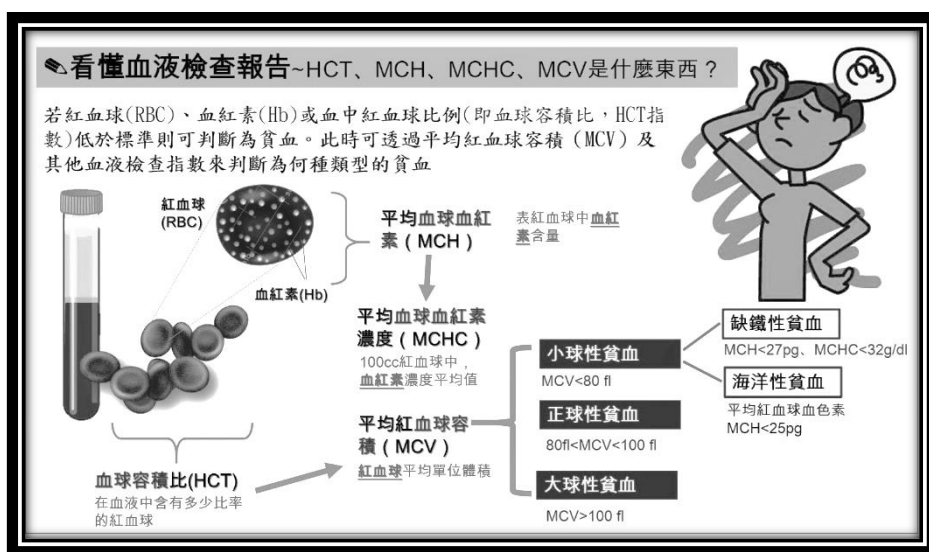 看懂血液檢查報告~HCT、MCH、MCHC、MCV是什麼東西？
若紅血球(RBC)、血紅素(Hb)或血中紅血球比例(即血球容積比，HCT指
數)低於標準則可判斷為貧血。此時可透過平均紅血球容積（MCV）及
其他血液檢查指數來判斷為何種類型的貧血
紅血球
(RBC)
血紅素(Hb)
平均血球血紅
素（MCH）
表紅血球中血紅
素含量
平均血球血紅素
濃度（MCHC）
100cc紅血球中，
血紅素濃度平均值
平均紅血球容
積（MCV）
紅血球平均單位體積
血球容積比(HCT)
在血液中含有多少比率
的紅血球
小球性貧血
MCV<80 fl
正球性貧血
80fl<MCV<100 fl
大球性貧血
MCV>100 fl
缺鐵性貧血
MCH<27pg、MCHC<32g/dl
海洋性貧血
平均紅血球血色素
MCH<25pg